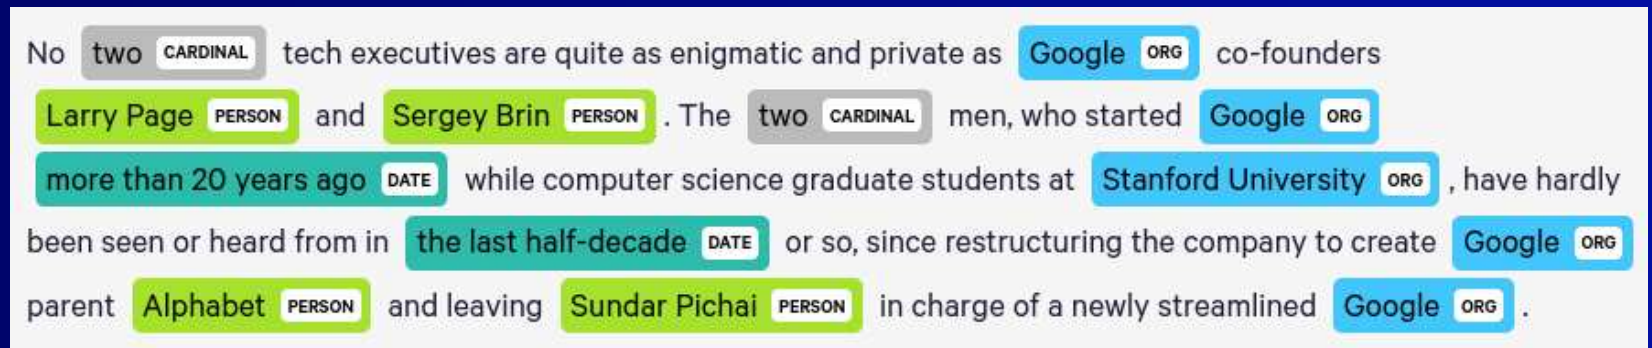 No two CARDINAL tech executives are quite as enigmatic and private as Google ORG co-founders
Larry Page PERSON and Sergey Brin PERSON . The two CARDINAL men, who started Google ORG
more than 20 years ago DATE while computer science graduate students at Stanford University ORG , have hardly
been seen or heard from in the last half-decade DATE or so, since restructuring the company to create Google ORG
parent Alphabet PERSON and leaving Sundar Pichai PERSON in charge of a newly streamlined Google ORG .